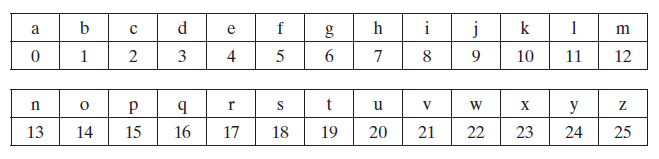 a b c d e f g h i j k l m
0 1 2 3 4 5 6 7 8 9 10 11 12
n o p q r s t u v w x y z
13 14 15 16 17 18 19 20 21 22 23 24 25